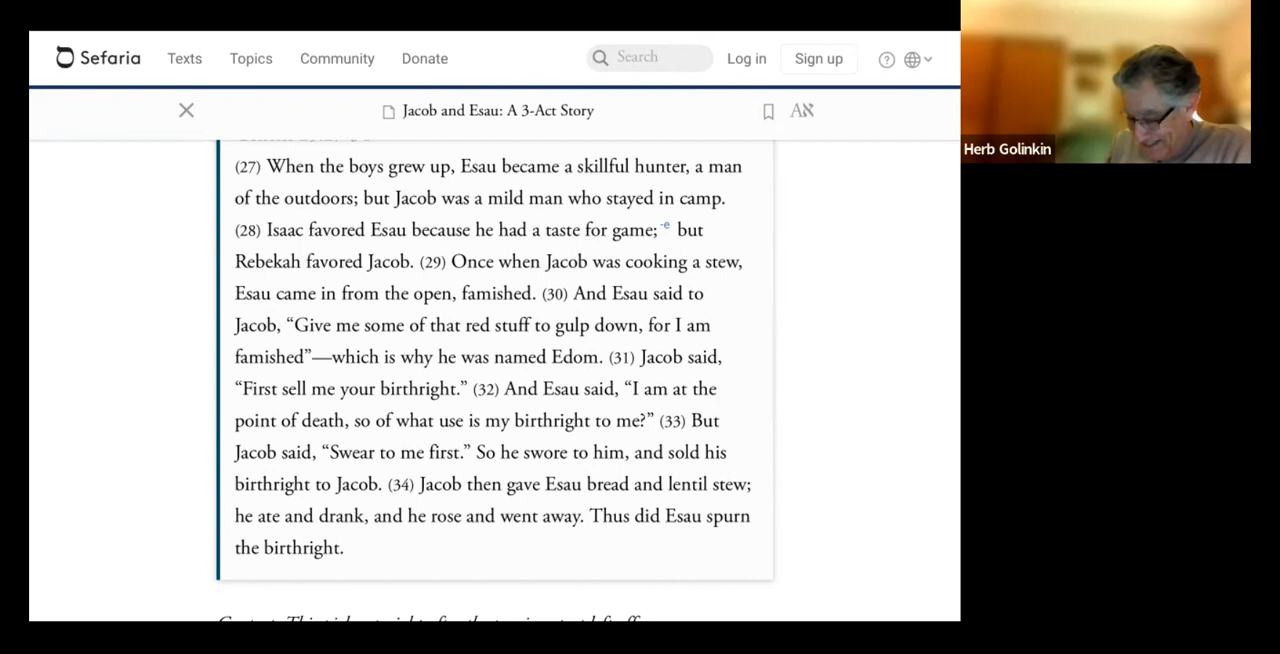 Sefaria Texts Topics Community Donate Search Log in Sign up
Jacob and Esau: A 3-Act Story Aא
Herb Golinkin
(27) When the boys grew up, Esau became a skillful hunter, a man
of the outdoors; but Jacob was a mild man who stayed in camp.
(28) Isaac favored Esau because he had a taste for game;-e but
Rebekah favored Jacob. (29) Once when Jacob was cooking a stew,
Esau came in from the open, famished. (30) And Esau said to
Jacob, “Give me some of that red stuff to gulp down, for I am
famished”—which is why he was named Edom. (31) Jacob said,
“First sell me your birthright.” (32) And Esau said, “I am at the
point of death, so of what use is my birthright to me?” (33) But
Jacob said, “Swear to me first.” So he swore to him, and sold his
birthright to Jacob. (34) Jacob then gave Esau bread and lentil stew;
he ate and drank, and he rose and went away. Thus did Esau spurn
the birthright.